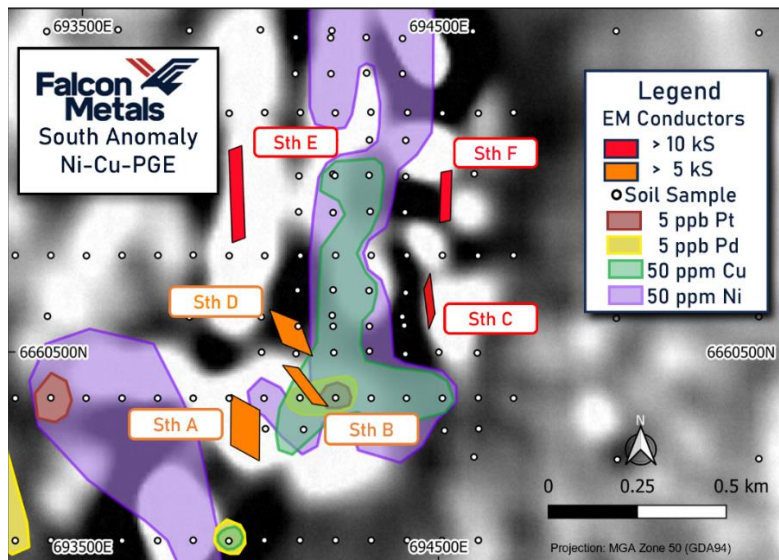 693500E
694500E
Falcon
Metals
South Anomaly
Ni-Cu-PGE
Sth E
Sth F
Legend
EM Conductors
> 10 kS
> 5 kS
Soil Sample
5 ppb Pt
5 ppb Pd
50 ppm Cu
50 ppm Ni
Sth D
Sth C
6660500N
6660500N
Sth A
Sth B
N
0
0.25
0.5 km
693500E
694500E
Projection: MGA Zone 50 (GDA94)